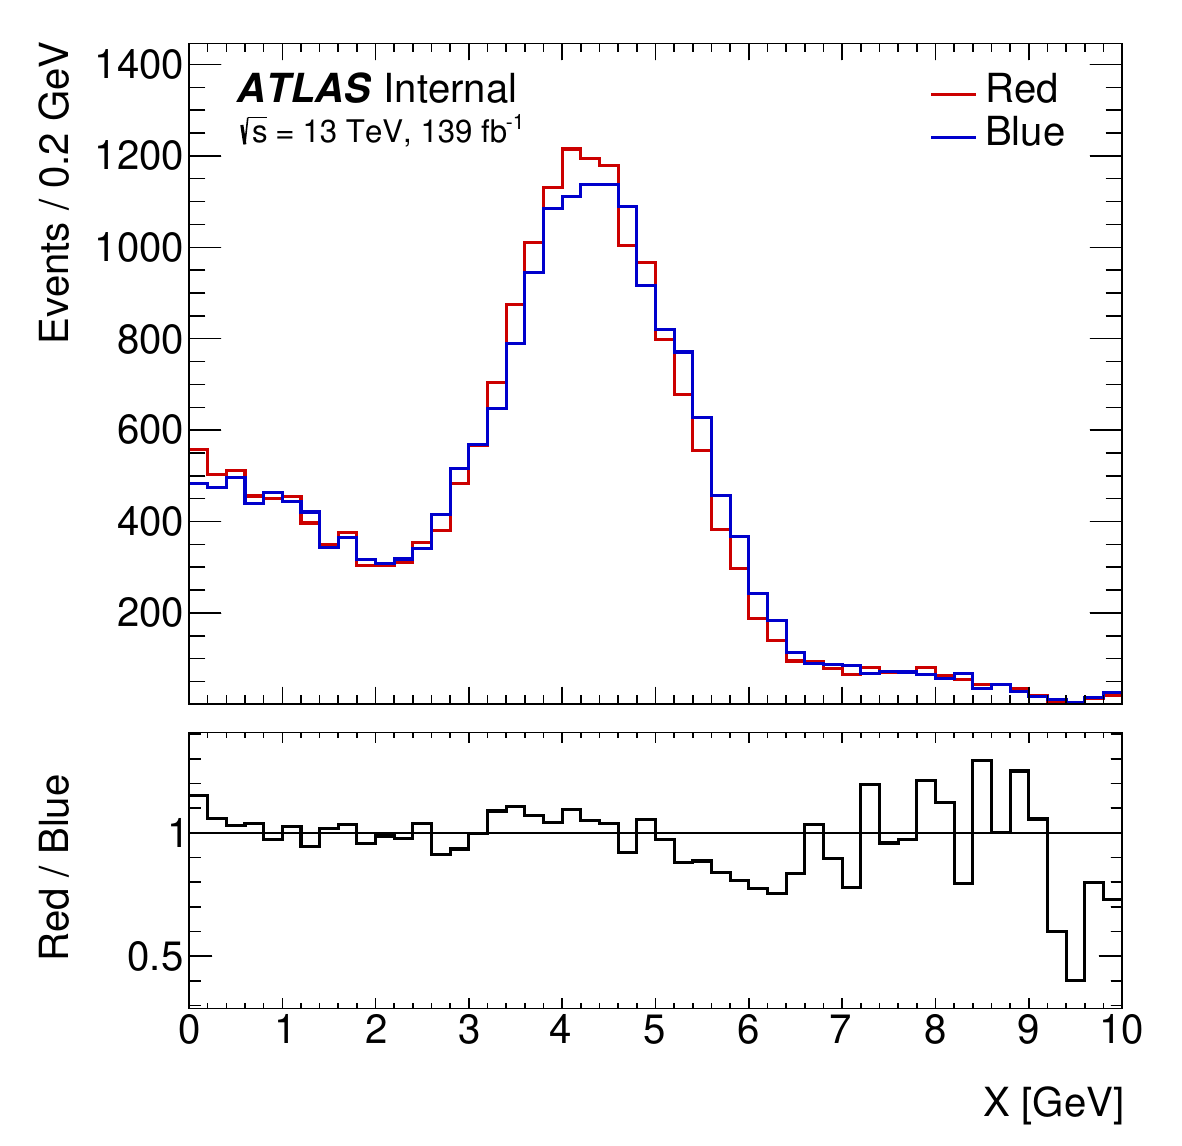 ATLAS Internal
√s = 13 TeV, 139 fb-1
Red
Blue
Events / 0.2 GeV
1400
1200
1000
800
600
400
200
Red / Blue
1
0.5
0 1 2 3 4 5 6 7 8 9 10
X [GeV]